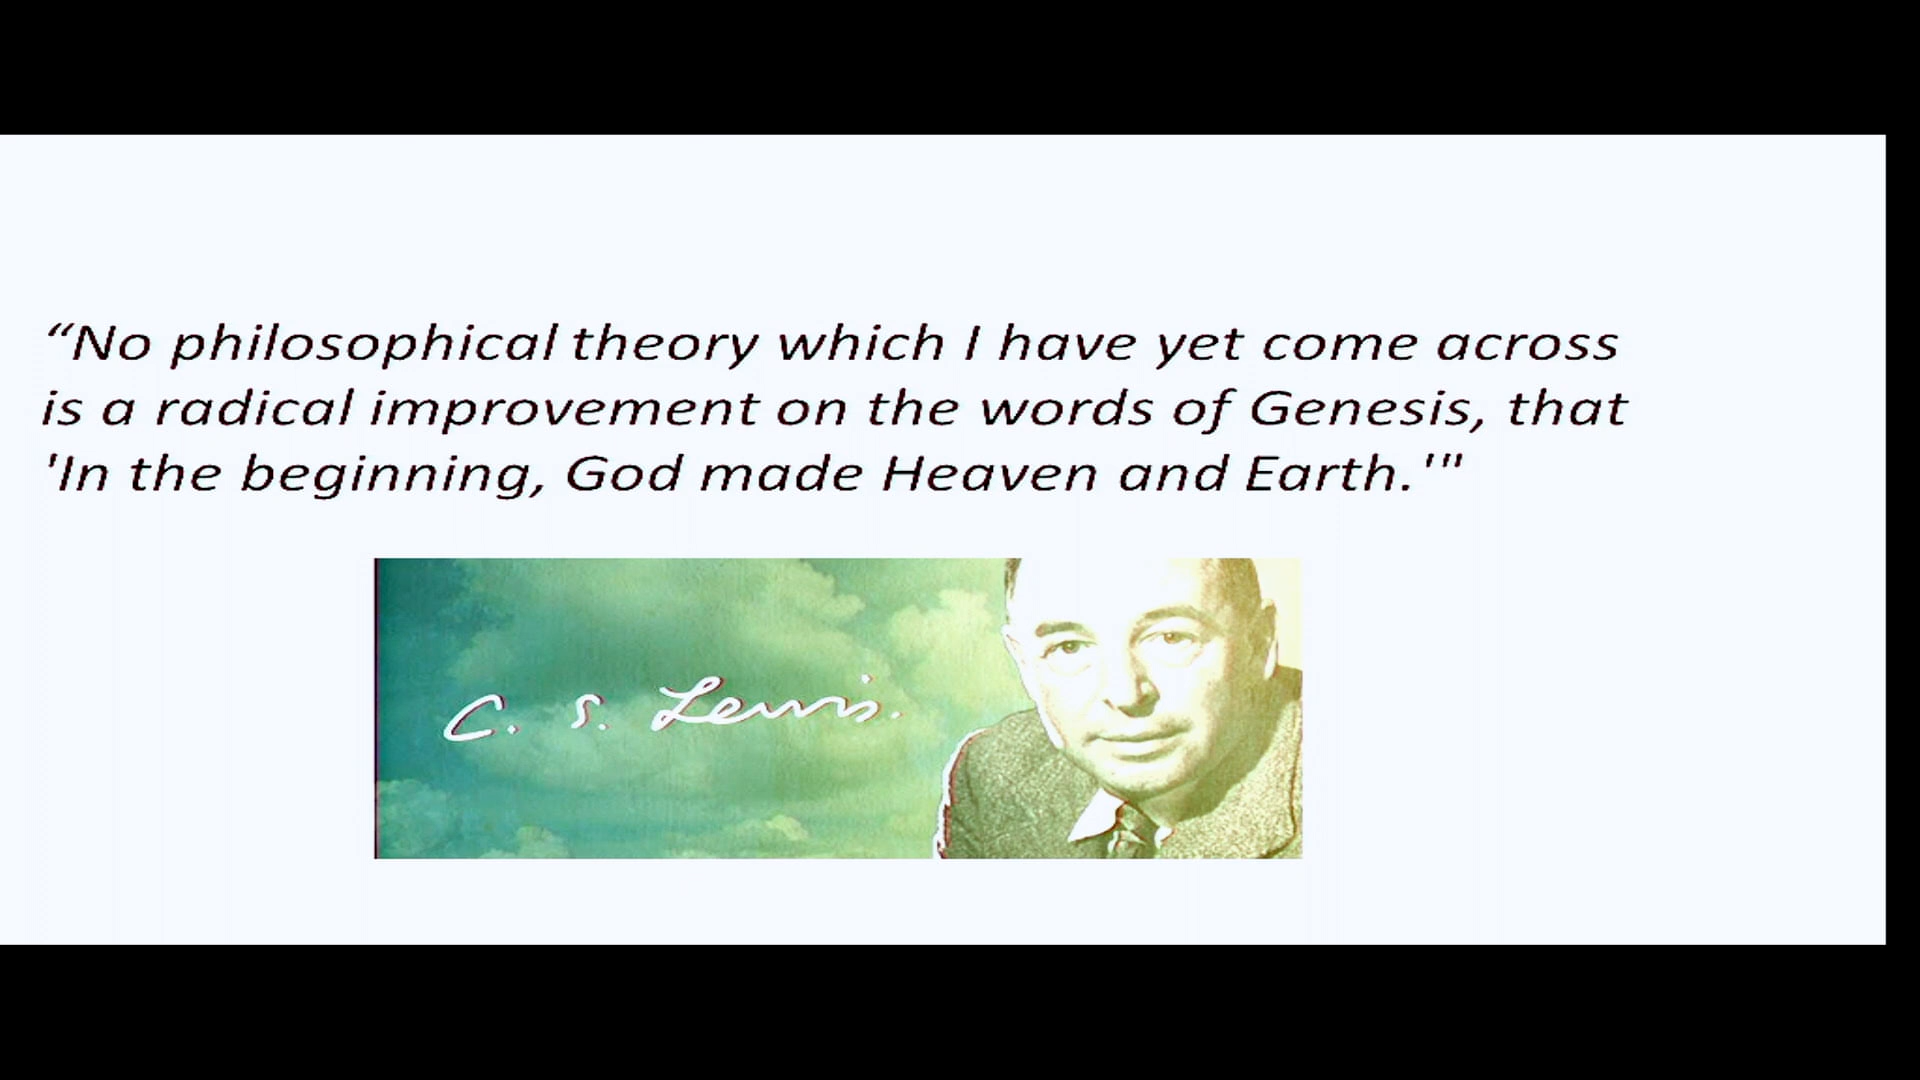 “No philosophical theory which I have yet come across
is a radical improvement on the words of Genesis, that
'In the beginning, God made Heaven and Earth.'"
C. S. Lewis.